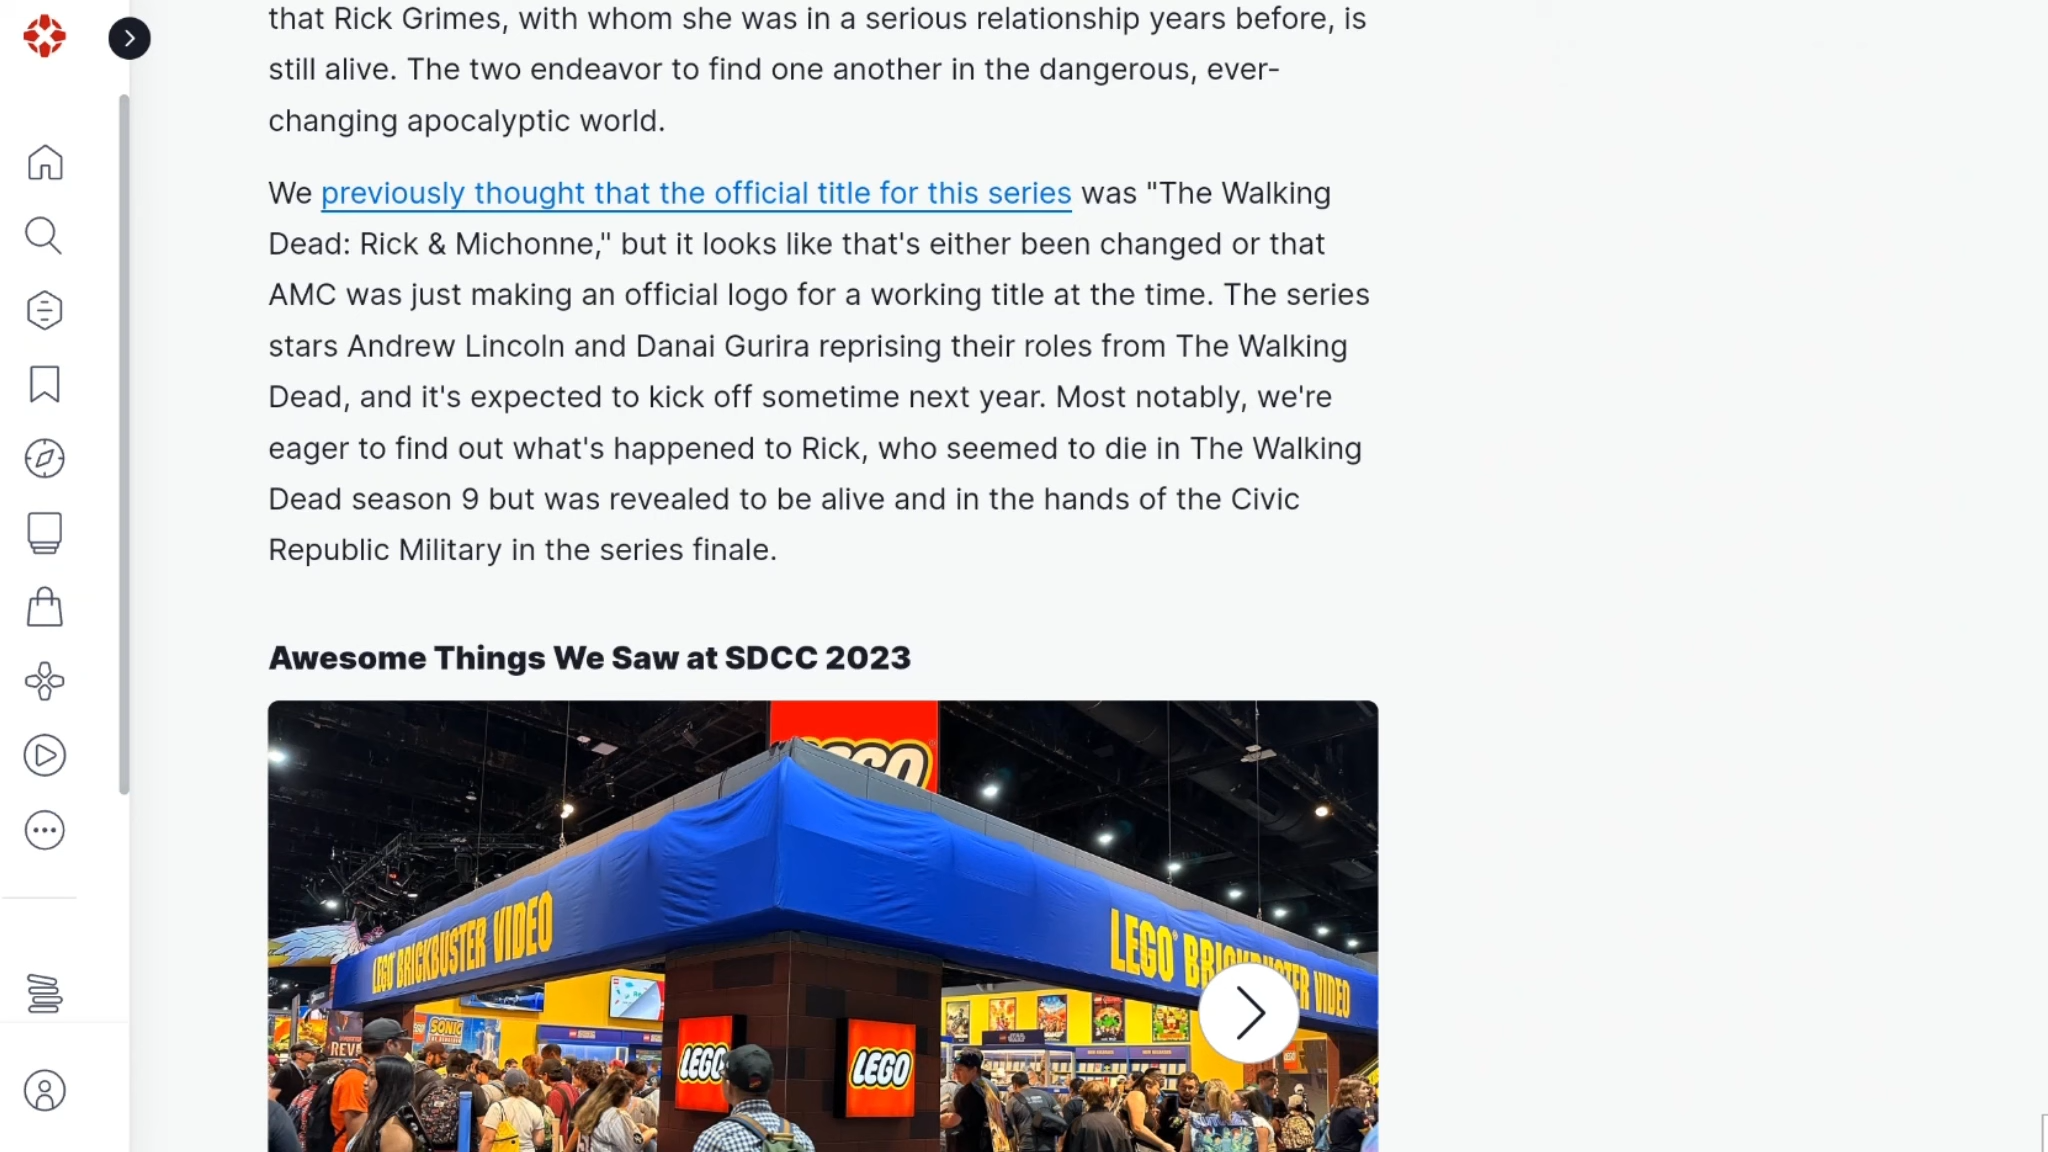 that Rick Grimes, with whom she was in a serious relationship years before, is
still alive. The two endeavor to find one another in the dangerous, ever-
changing apocalyptic world.
We previously thought that the official title for this series was "The Walking
Dead: Rick & Michonne," but it looks like that's either been changed or that
AMC was just making an official logo for a working title at the time. The series
stars Andrew Lincoln and Danai Gurira reprising their roles from The Walking
Dead, and it's expected to kick off sometime next year. Most notably, we're
eager to find out what's happened to Rick, who seemed to die in The Walking
Dead season 9 but was revealed to be alive and in the hands of the Civic
Republic Military in the series finale.
Awesome Things We Saw at SDCC 2023
LEGO BRICKBUSTER VIDEO
LEGO BRICKBUSTER VIDEO
SONIC
LEGO
LEGO